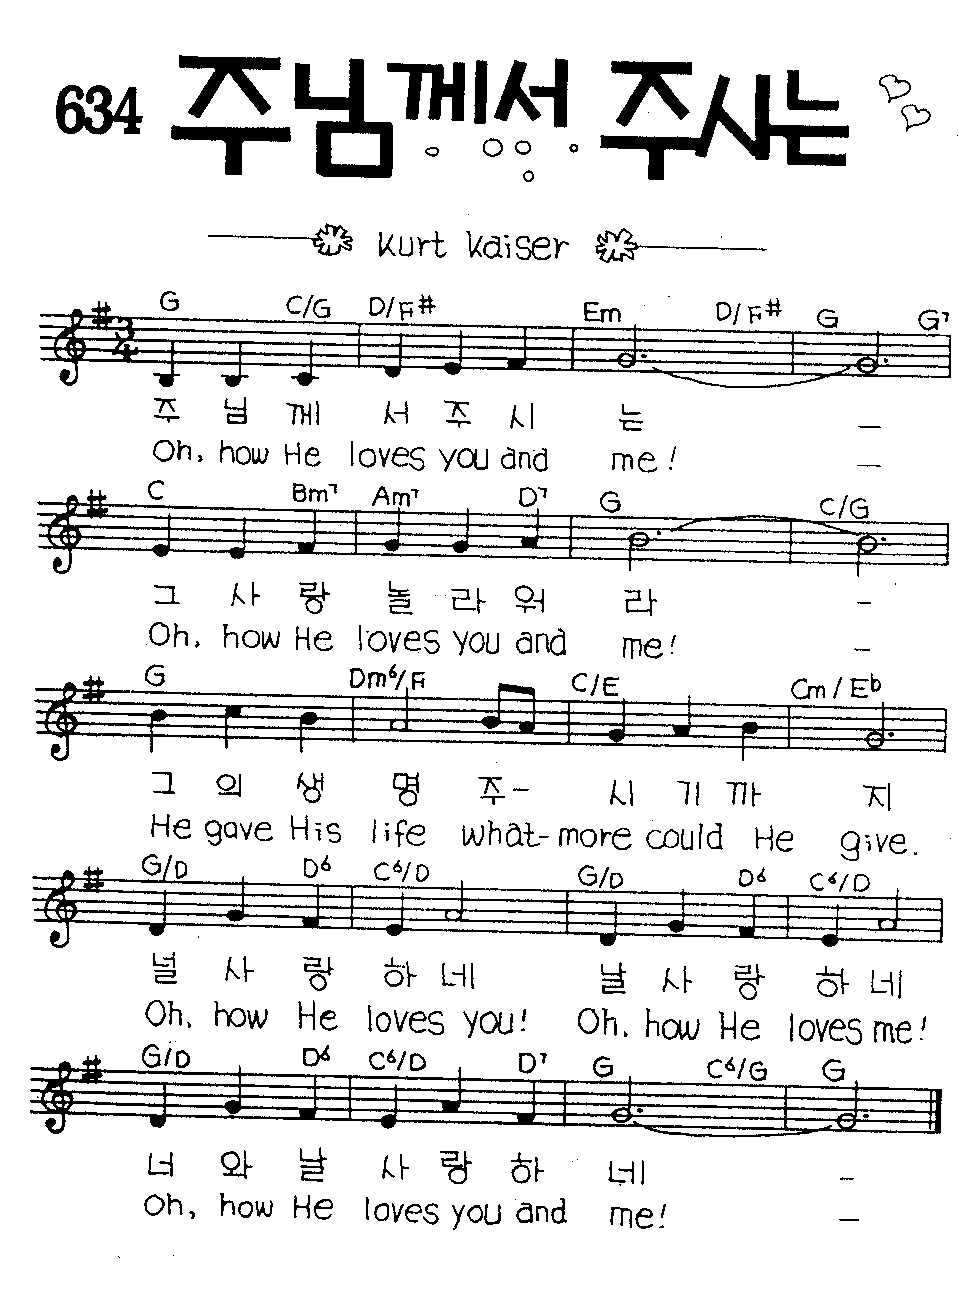 634 주님께서 주시는
Kurt Kaiser
G C/G D/F# Em D/F# G G7
3/4
주 님 께 서 주 시 는 –
Oh, how He loves you and me! –
C Bm7 Am7 D7 G C/G
그 사 랑 놀 라 워 라 –
Oh, how He loves you and me! –
G Dm6/F C/E Cm/Eb
그 의 생 명 주– 시 기 까 지
He gave His life what-more could He give.
G/D D6 C6/D G/D D6 C6/D
널 사 랑 하 네 날 사 랑 하 네
Oh, how He loves you! Oh, how He loves me!
G/D D6 C6/D D7 G C6/G G
너 와 날 사 랑 하 네 –
Oh, how He loves you and me! –